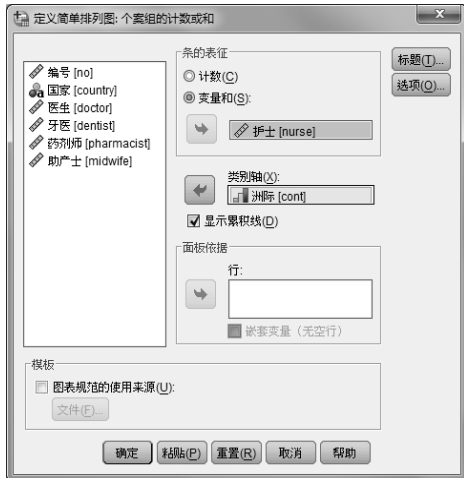 定义简单排列图: 个案组的计数或和
编号 [no]
国家 [country]
医生 [doctor]
牙医 [dentist]
药剂师 [pharmacist]
助产士 [midwife]
条的表征
计数(C)
变量和(S):
护士 [nurse]
类别轴(X):
洲际 [cont]
显示累积线(D)
面板依据
行:
嵌套变量（无空行）
标题(T)...
选项(O)...
模板
图表规范的使用来源(U):
文件(F)...
确定
粘贴(P)
重置(R)
取消
帮助